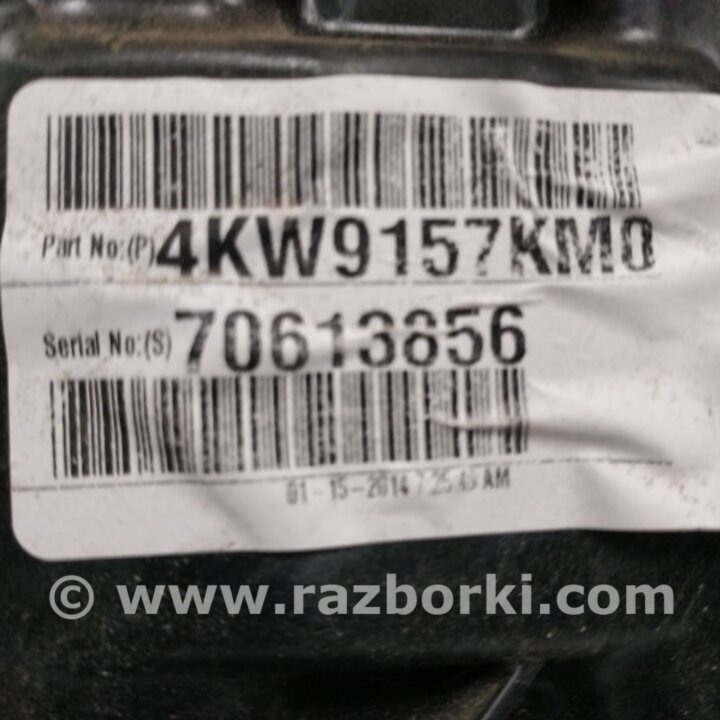 Part No:(P) 4KW9157KM0
Serial No:(S) 70613856
01-15-2014 7:25:49 AM
© www.razborki.com